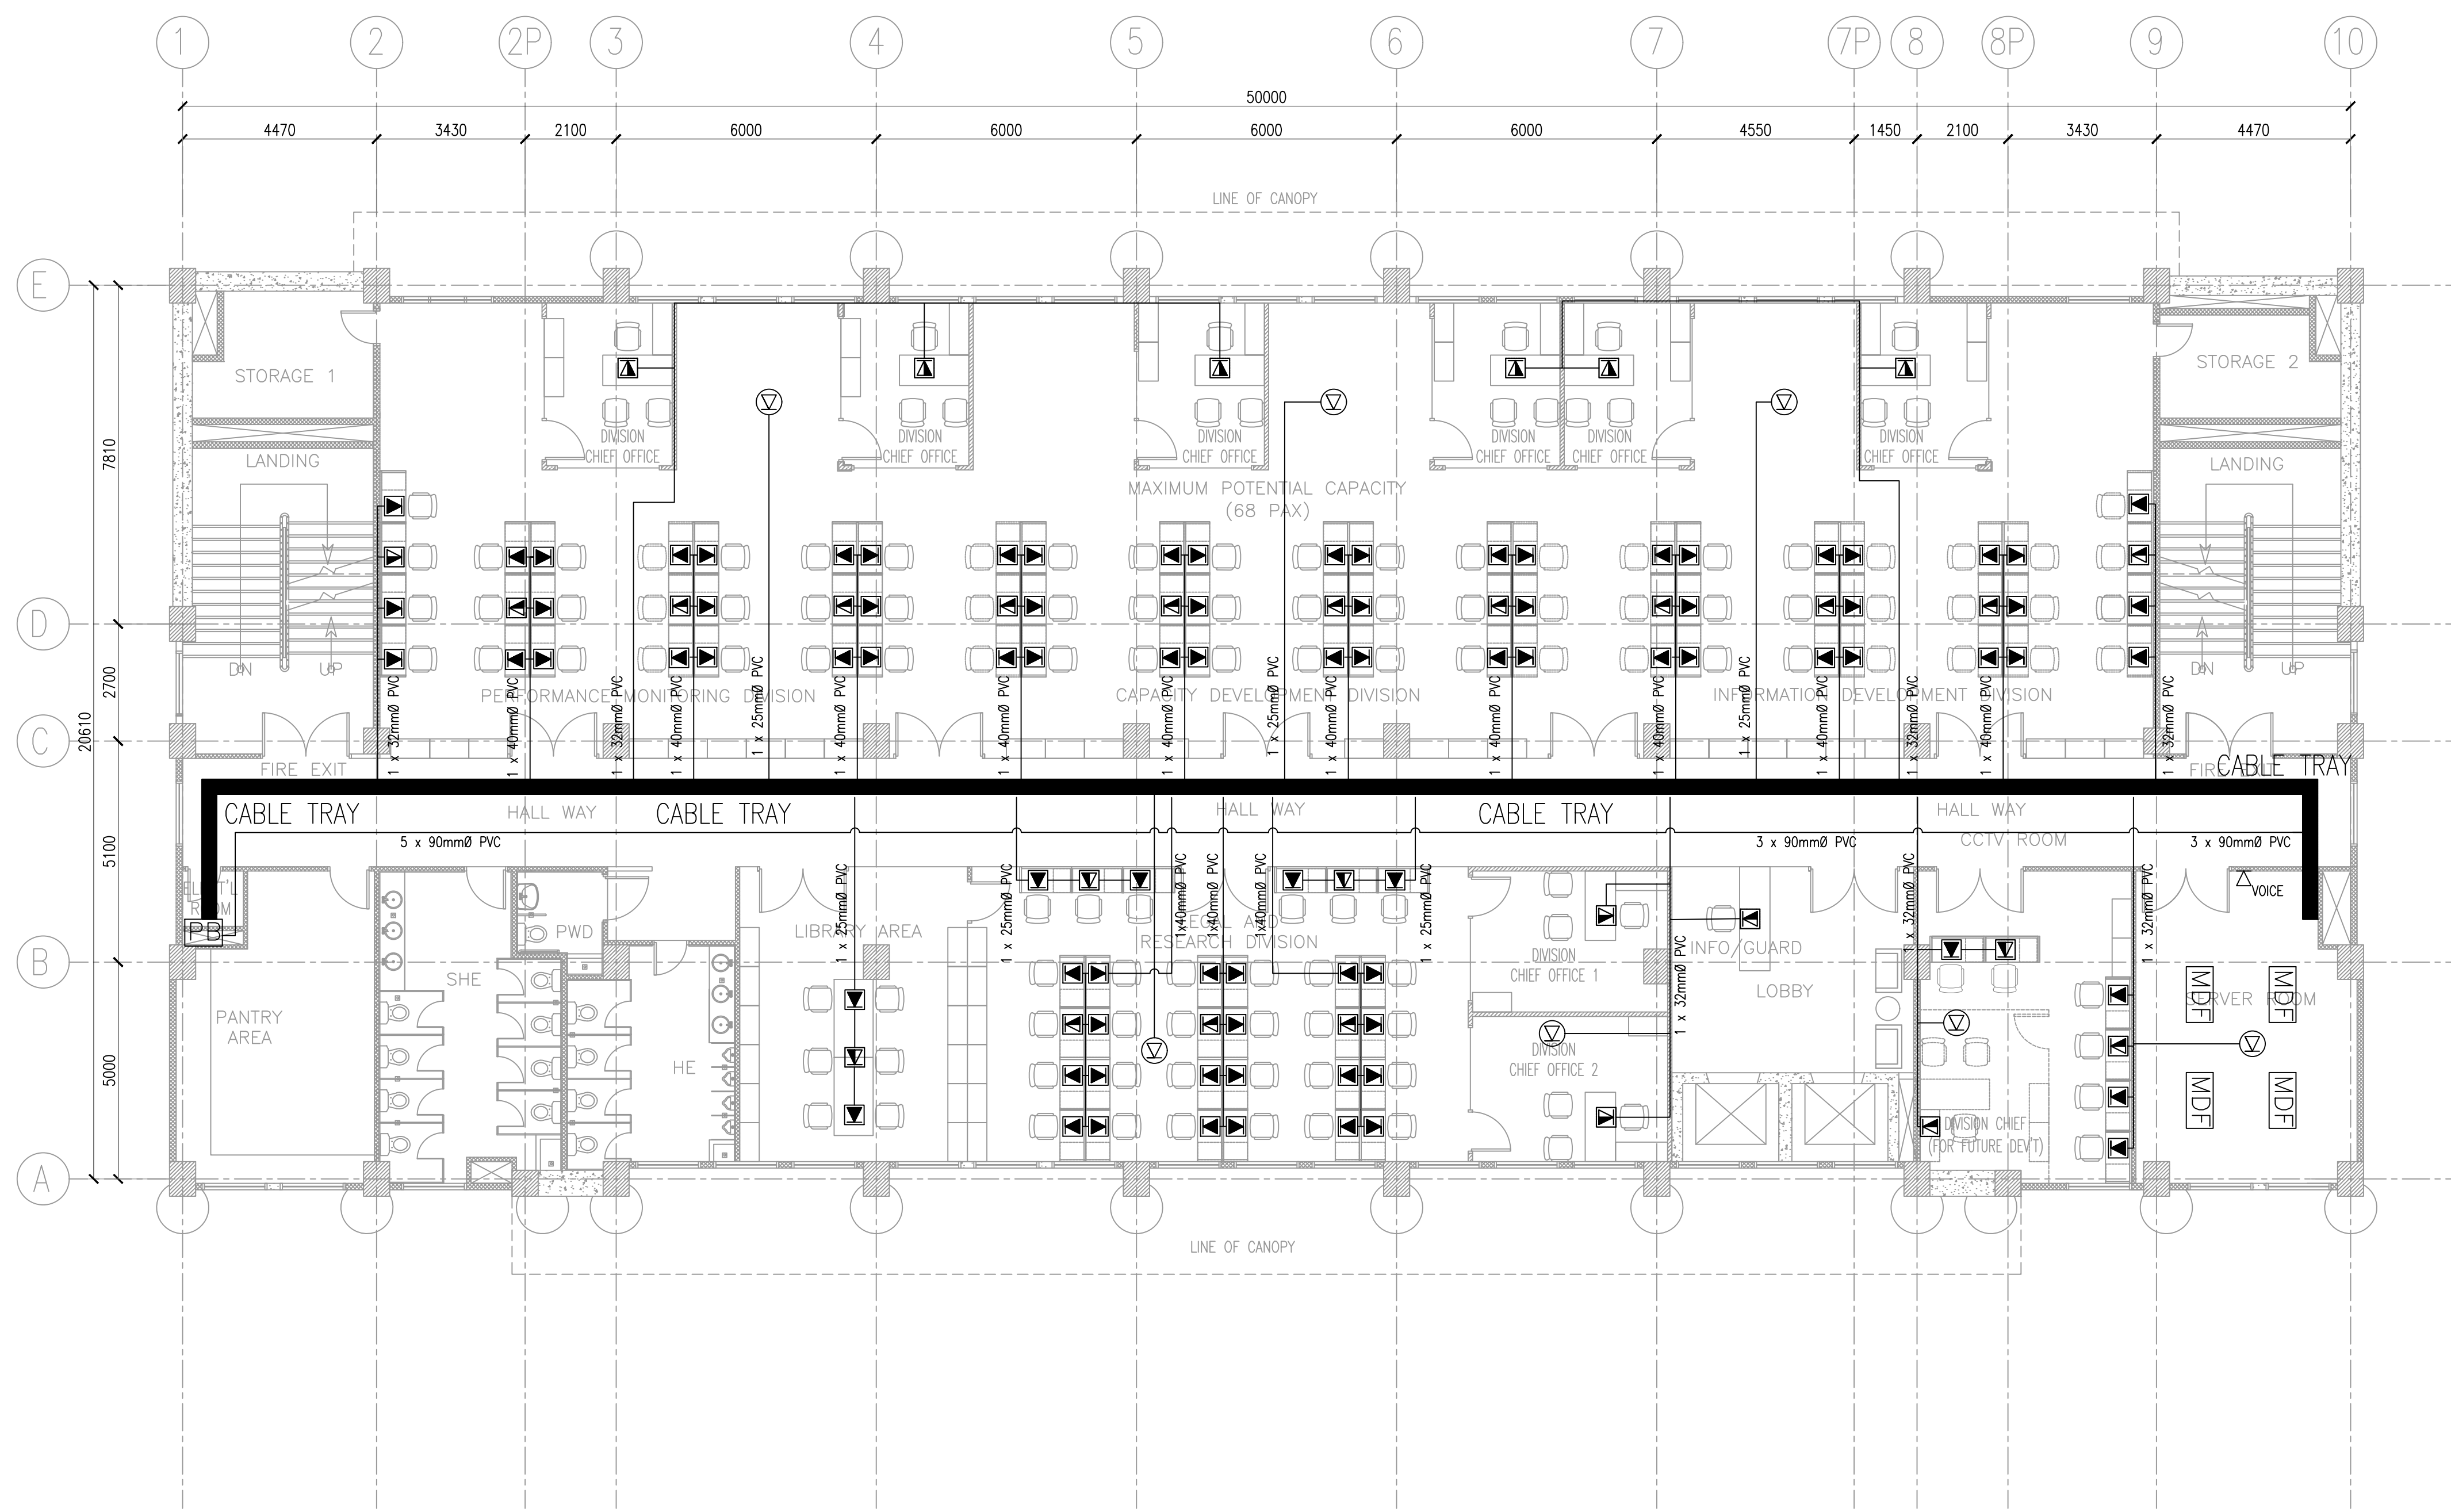 1 2 2P 3 4 5 6 7 7P 8 8P 9 10
50000
4470 3430 2100 6000 6000 6000 6000 4550 1450 2100 3430 4470
LINE OF CANOPY
E
D
C
B
A
7810
2700
5100
5000
20610
STORAGE 1
STORAGE 2
DIVISION
CHIEF OFFICE
DIVISION
CHIEF OFFICE
DIVISION
CHIEF OFFICE
DIVISION
CHIEF OFFICE
DIVISION
CHIEF OFFICE
DIVISION
CHIEF OFFICE
LANDING
LANDING
MAXIMUM POTENTIAL CAPACITY
(68 PAX)
DN UP
DN UP
PERFORMANCE MONITORING DIVISION
CAPACITY DEVELOPMENT DIVISION
INFORMATION DEVELOPMENT DIVISION
1 x 32mmØ PVC
1 x 40mmØ PVC
1 x 32mmØ PVC
1 x 40mmØ PVC
1 x 25mmØ PVC
1 x 40mmØ PVC
1 x 40mmØ PVC
1 x 40mmØ PVC
1 x 25mmØ PVC
1 x 40mmØ PVC
1 x 40mmØ PVC
1 x 40mmØ PVC
1 x 25mmØ PVC
1 x 40mmØ PVC
1 x 32mmØ PVC
1 x 40mmØ PVC
1 x 32mmØ PVC
FIRE EXIT
FIRE EXIT
CABLE TRAY
CABLE TRAY
CABLE TRAY
CABLE TRAY
HALL WAY
HALL WAY
HALL WAY
5 x 90mmØ PVC
3 x 90mmØ PVC
3 x 90mmØ PVC
CCTV ROOM
ELECT'L
ROOM
PB
VOICE
1 x 25mmØ PVC
1 x 25mmØ PVC
1x40mmØ PVC
1x40mmØ PVC
1x40mmØ PVC
1 x 25mmØ PVC
1 x 32mmØ PVC
1 x 32mmØ PVC
1 x 32mmØ PVC
PWD
LIBRARY AREA
LEGAL AND
RESEARCH DIVISION
DIVISION
CHIEF OFFICE 1
INFO/GUARD
LOBBY
SHE
PANTRY
AREA
HE
DIVISION
CHIEF OFFICE 2
DIVISION CHIEF
(FOR FUTURE DEV'T)
SERVER ROOM
MDF
MDF
MDF
MDF
LINE OF CANOPY